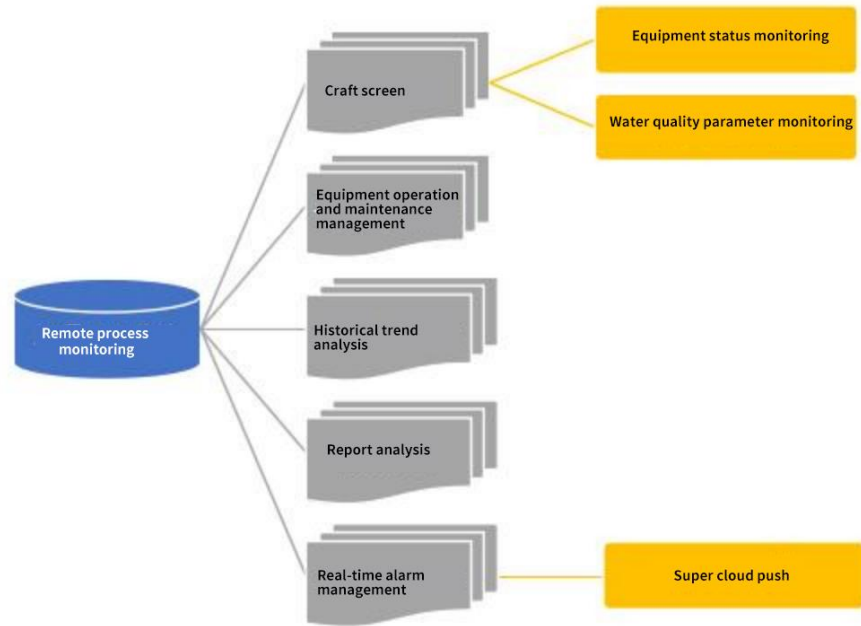 Equipment status monitoring
Craft screen
Water quality parameter monitoring
Equipment operation
and maintenance
management
Remote process
monitoring
Historical trend
analysis
Report analysis
Real-time alarm
management
Super cloud push